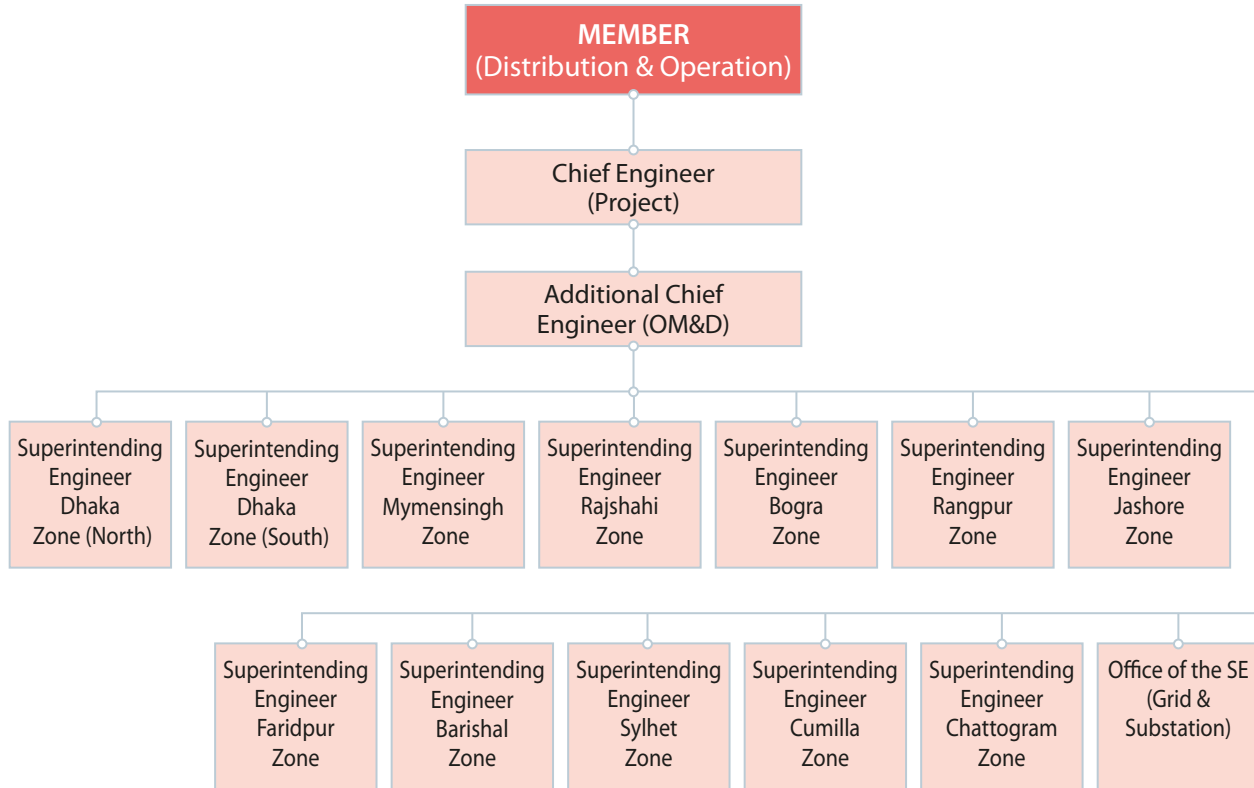 MEMBER
(Distribution & Operation)
Chief Engineer
(Project)
Additional Chief
Engineer (OM&D)
Superintending
Engineer
Dhaka
Zone (North)
Superintending
Engineer
Dhaka
Zone (South)
Superintending
Engineer
Mymensingh
Zone
Superintending
Engineer
Rajshahi
Zone
Superintending
Engineer
Bogra
Zone
Superintending
Engineer
Rangpur
Zone
Superintending
Engineer
Jashore
Zone
Superintending
Engineer
Faridpur
Zone
Superintending
Engineer
Barishal
Zone
Superintending
Engineer
Sylhet
Zone
Superintending
Engineer
Cumilla
Zone
Superintending
Engineer
Chattogram
Zone
Office of the SE
(Grid &
Substation)